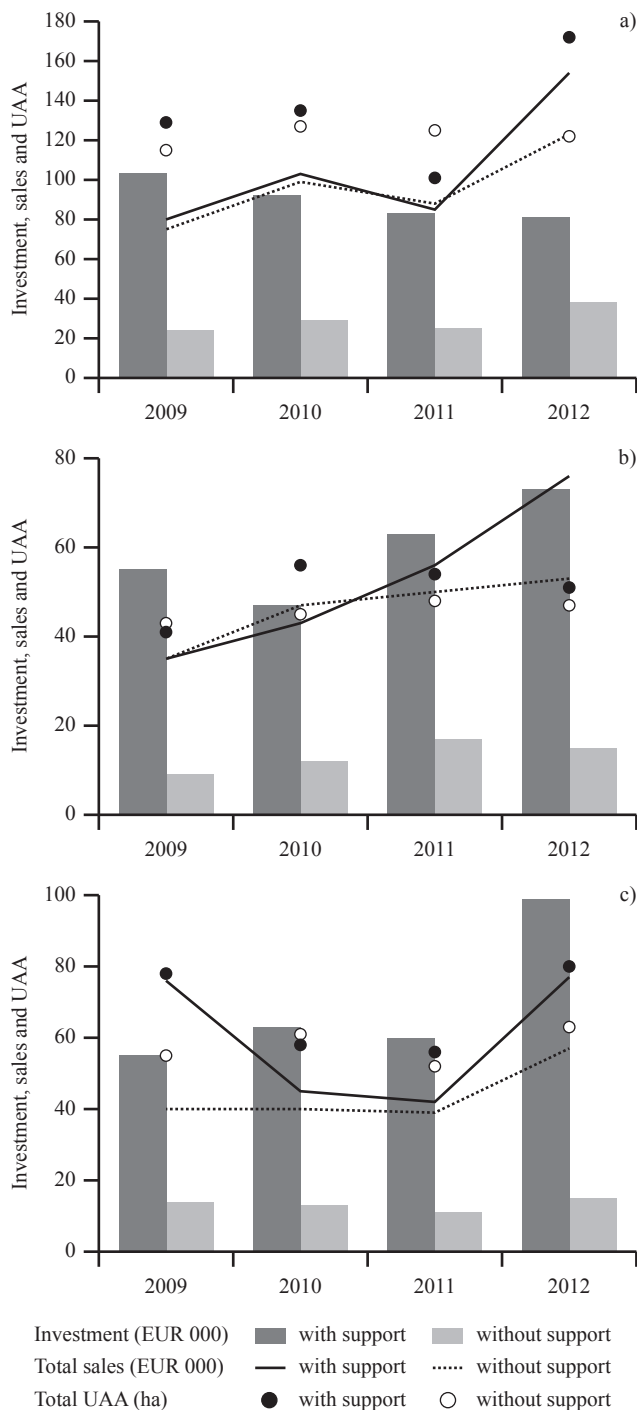 a)
Investment, sales and UAA
180
160
140
120
100
80
60
40
20
0
2009 2010 2011 2012
b)
Investment, sales and UAA
80
60
40
20
0
2009 2010 2011 2012
c)
Investment, sales and UAA
100
80
60
40
20
0
2009 2010 2011 2012
Investment (EUR 000) with support without support
Total sales (EUR 000) with support without support
Total UAA (ha) with support without support